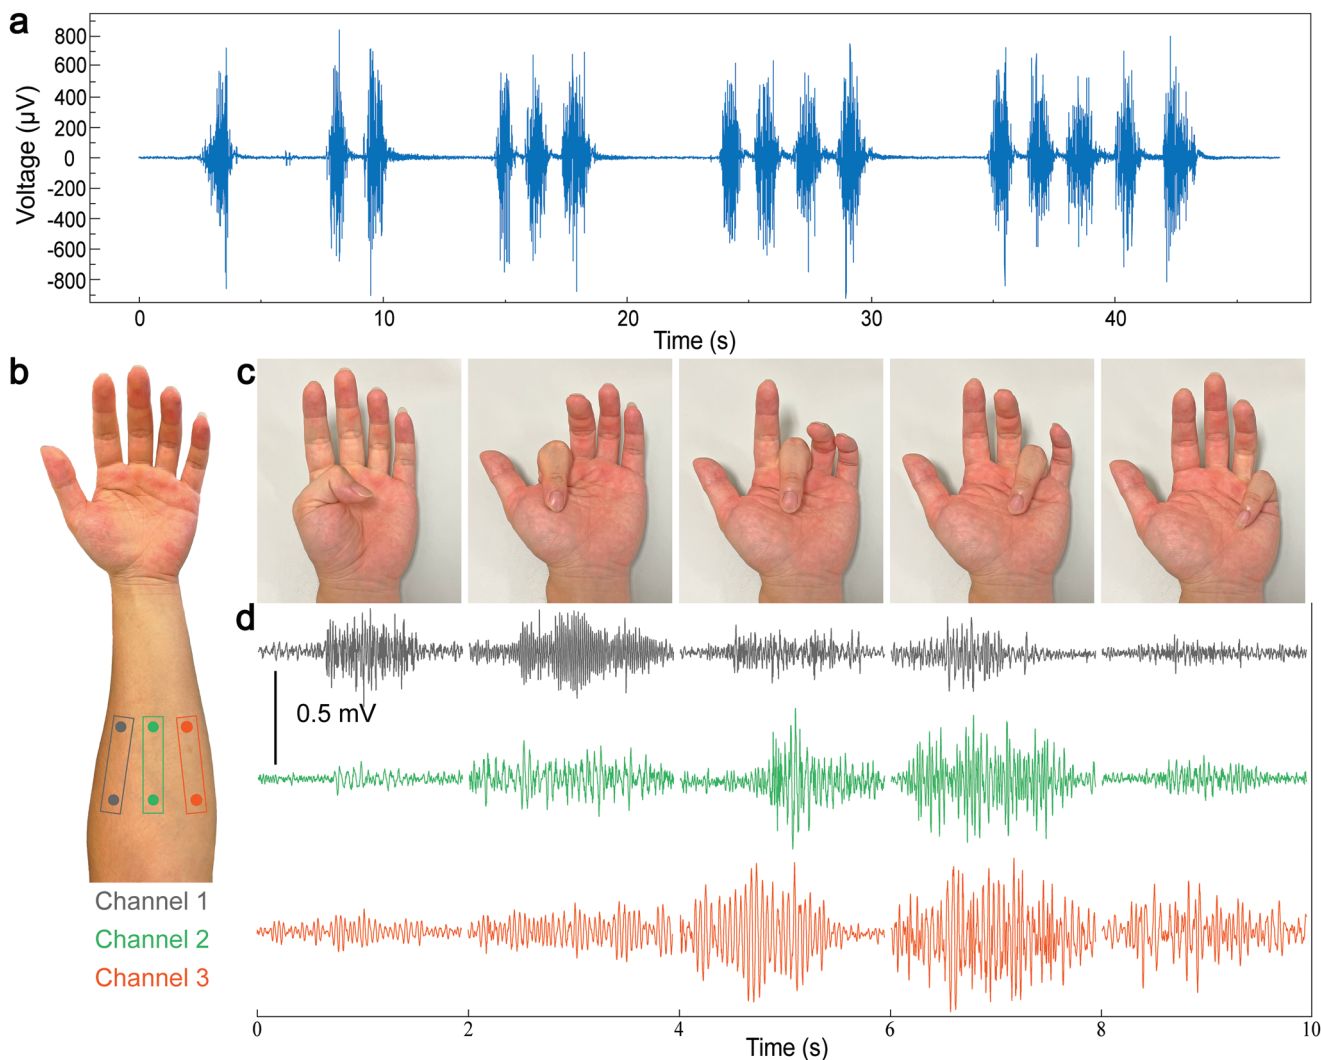 a
Voltage (μV)
800
600
400
200
0
-200
-400
-600
-800
0 10 20 30 40
Time (s)
b
Channel 1
Channel 2
Channel 3
c
d
0.5 mV
0 2 4 6 8 10
Time (s)